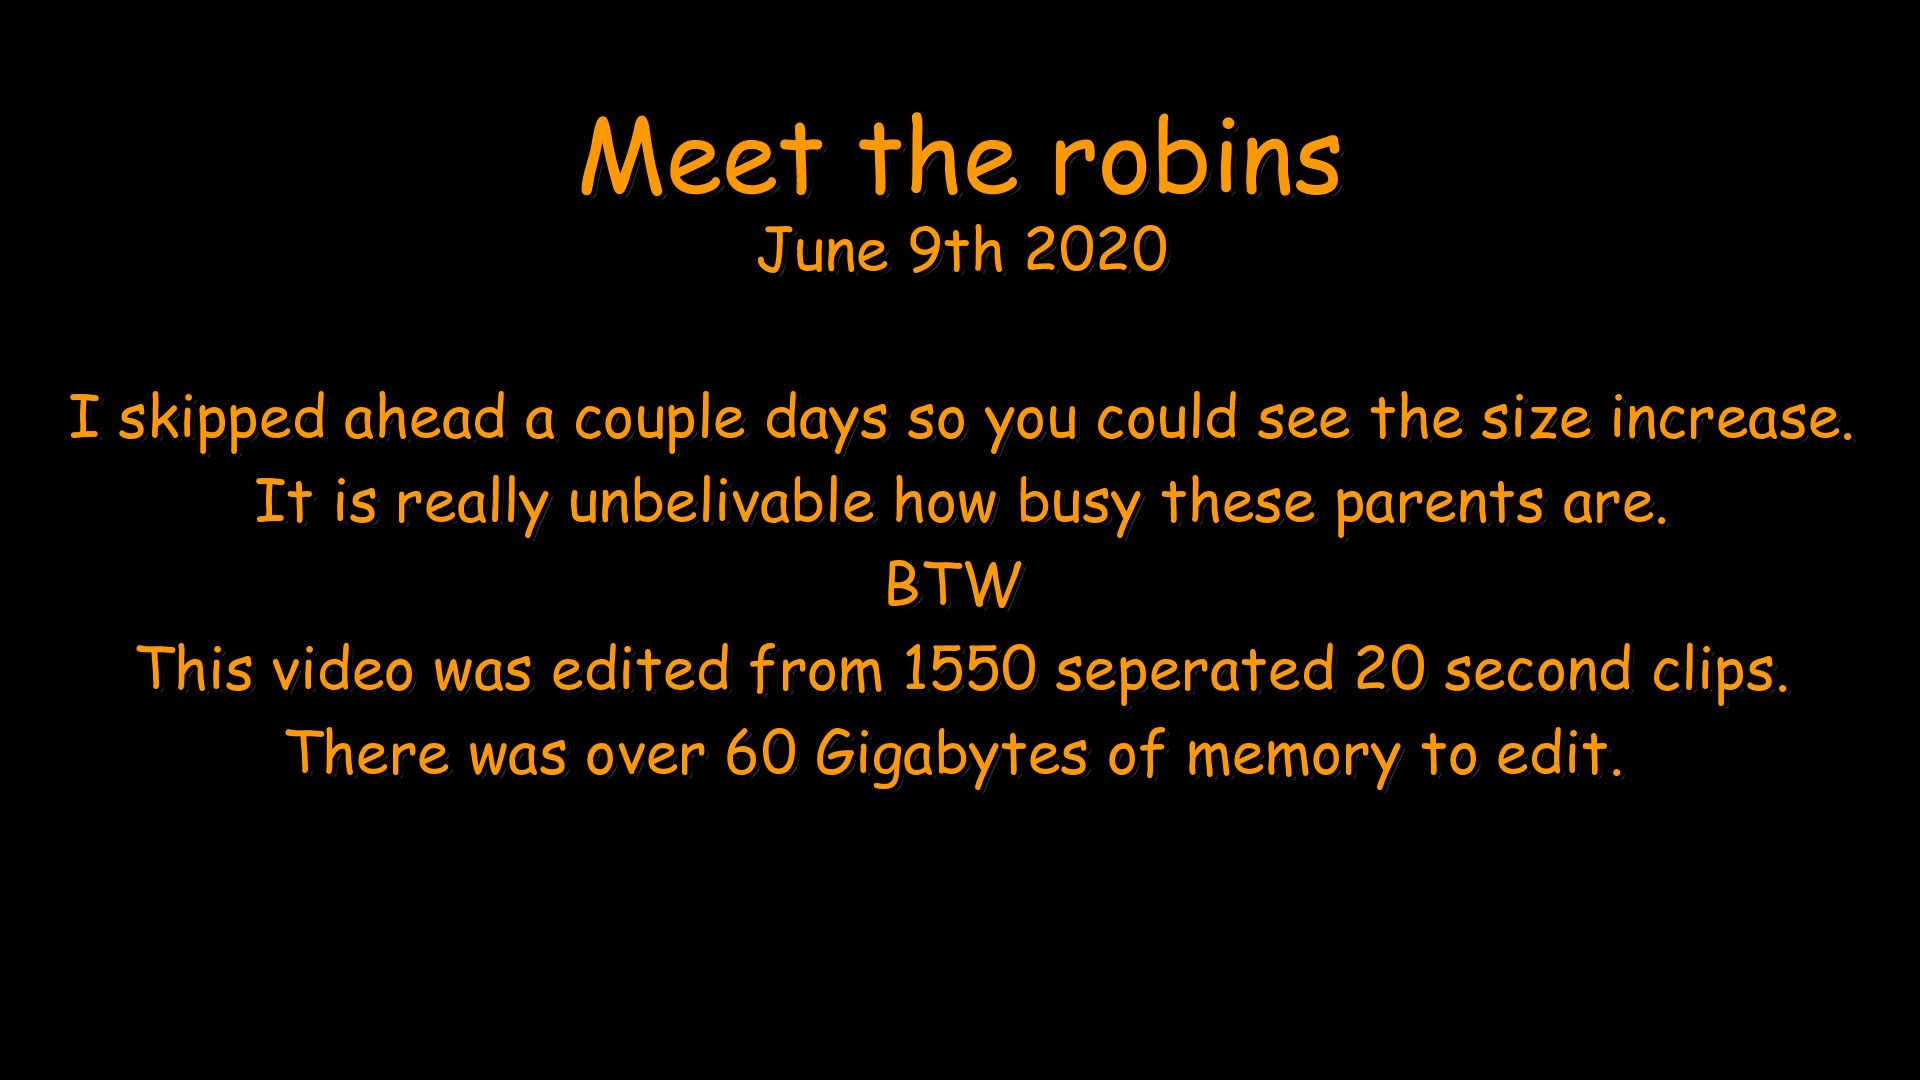 Meet the robins
June 9th 2020
I skipped ahead a couple days so you could see the size increase.
It is really unbelivable how busy these parents are.
BTW
This video was edited from 1550 seperated 20 second clips.
There was over 60 Gigabytes of memory to edit.